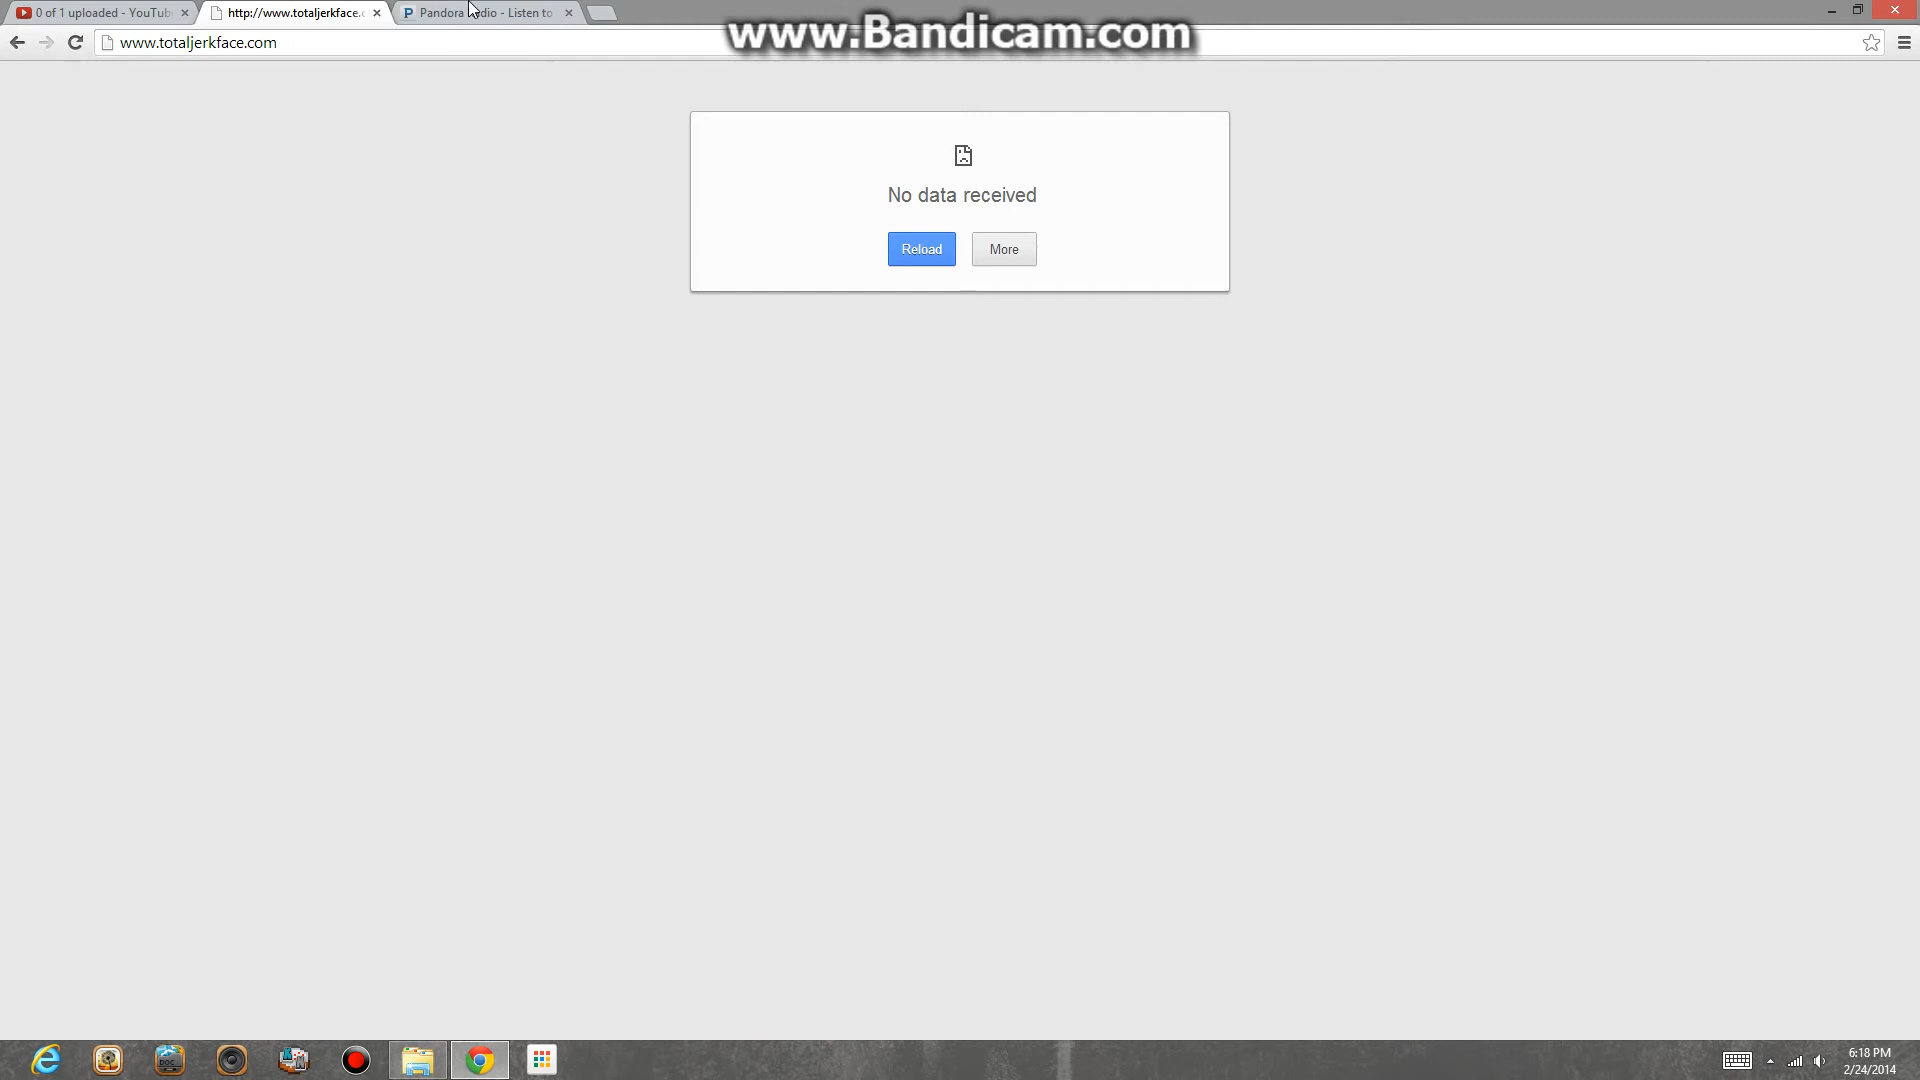 0 of 1 uploaded - YouTub
http://www.totaljerkface.c
Pandora
dio - Listen to
www.totaljerkface.com
www.Bandicam.com
No data received
Reload
More
DOC
6:18 PM
2/24/2014